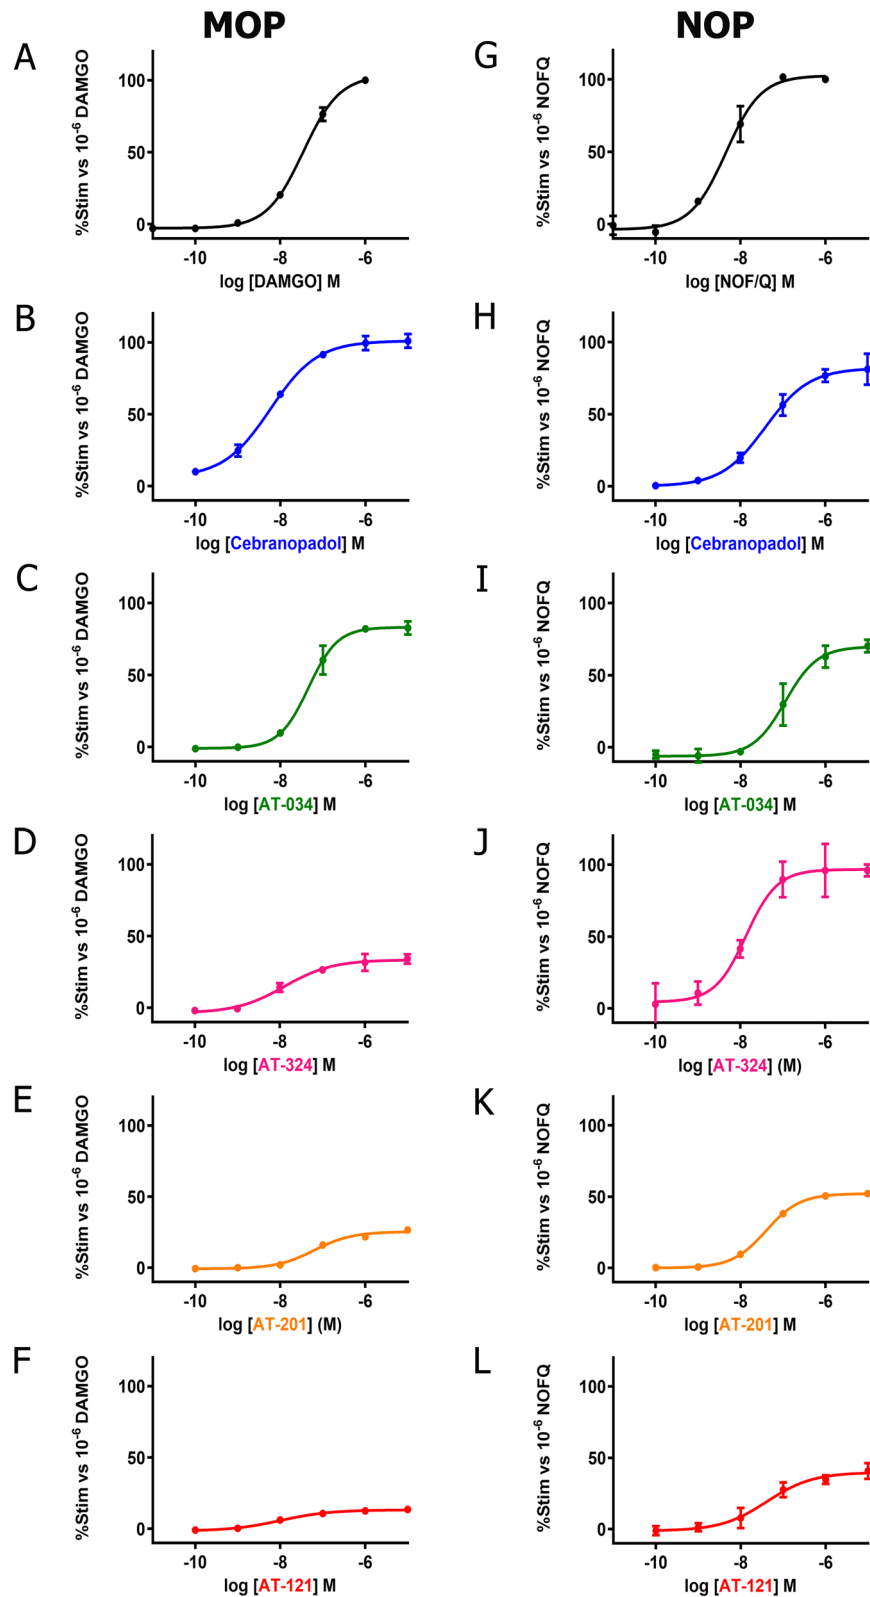 MOP
NOP
A
%Stim vs 10⁻⁶ DAMGO
100
50
0
-10
-8
-6
log [DAMGO] M
G
%Stim vs 10⁻⁶ NOFQ
100
50
0
-10
-8
-6
log [NOF/Q] M
B
%Stim vs 10⁻⁶ DAMGO
100
50
0
-10
-8
-6
log [Cebranopadol] M
H
%Stim vs 10⁻⁶ NOFQ
100
50
0
-10
-8
-6
log [Cebranopadol] M
C
%Stim vs 10⁻⁶ DAMGO
100
50
0
-10
-8
-6
log [AT-034] M
I
%Stim vs 10⁻⁶ NOFQ
100
50
0
-10
-8
-6
log [AT-034] M
D
%Stim vs 10⁻⁶ DAMGO
100
50
0
-10
-8
-6
log [AT-324] M
J
%Stim vs 10⁻⁶ NOFQ
100
50
0
-10
-8
-6
log [AT-324] (M)
E
%Stim vs 10⁻⁶ DAMGO
100
50
0
-10
-8
-6
log [AT-201] (M)
K
%Stim vs 10⁻⁶ NOFQ
100
50
0
-10
-8
-6
log [AT-201] M
F
%Stim vs 10⁻⁶ DAMGO
100
50
0
-10
-8
-6
log [AT-121] M
L
%Stim vs 10⁻⁶ NOFQ
100
50
0
-10
-8
-6
log [AT-121] M